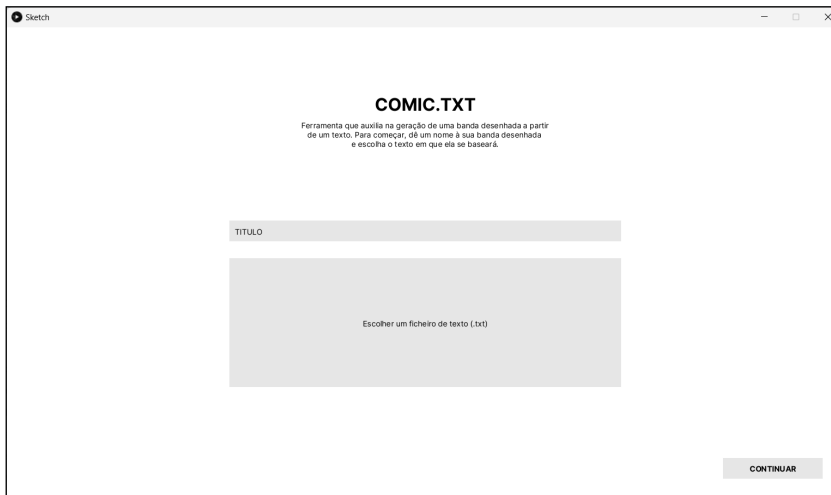 Sketch
COMIC.TXT
Ferramenta que auxilia na geração de uma banda desenhada a partir
de um texto. Para começar, dê um nome à sua banda desenhada
e escolha o texto em que ela se baseará.
TITULO
Escolher um ficheiro de texto (.txt)
CONTINUAR